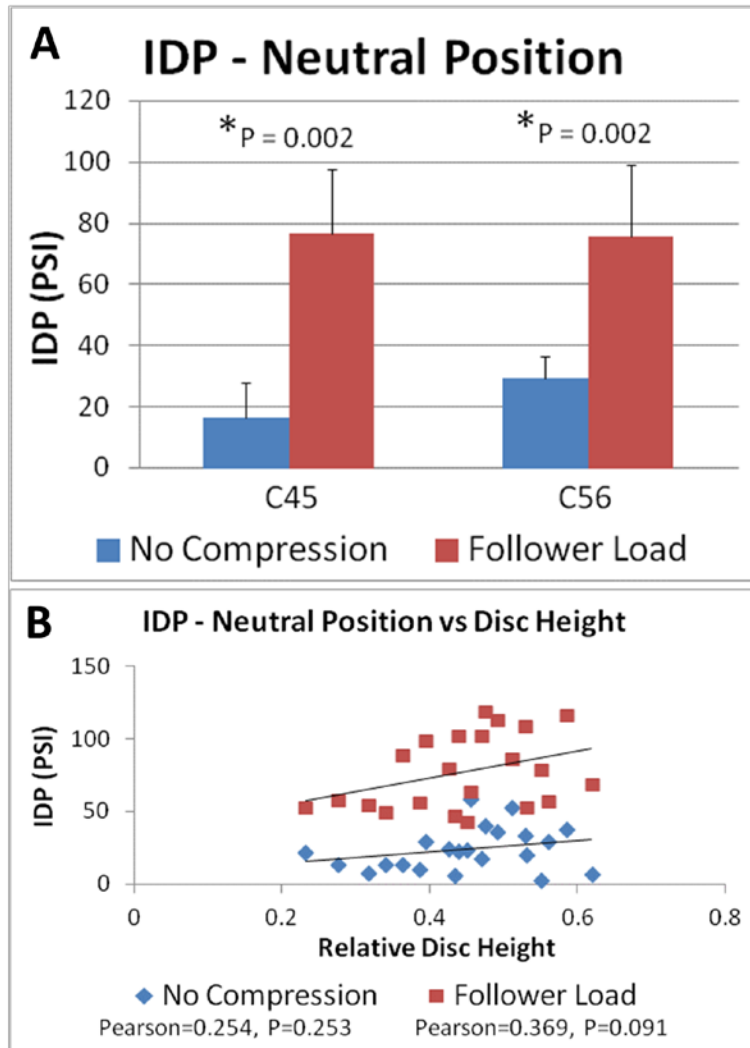 A
IDP - Neutral Position
120
100
80
60
40
20
0
IDP (PSI)
*P = 0.002
*P = 0.002
C45
C56
No Compression
Follower Load
B
IDP - Neutral Position vs Disc Height
150
100
50
0
IDP (PSI)
0
0.2
0.4
0.6
0.8
Relative Disc Height
No Compression
Follower Load
Pearson=0.254, P=0.253
Pearson=0.369, P=0.091